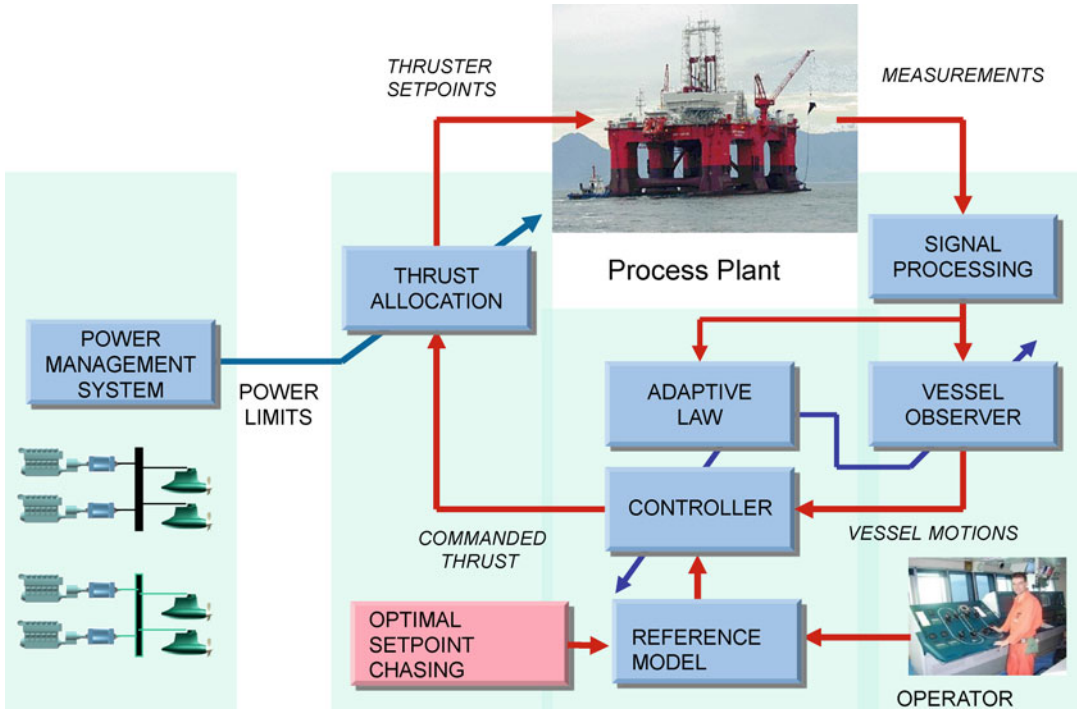 THRUSTER
SETPOINTS
MEASUREMENTS
THRUST
ALLOCATION
Process Plant
SIGNAL
PROCESSING
POWER
MANAGEMENT
SYSTEM
POWER
LIMITS
ADAPTIVE
LAW
VESSEL
OBSERVER
CONTROLLER
COMMANDED
THRUST
VESSEL MOTIONS
OPTIMAL
SETPOINT
CHASING
REFERENCE
MODEL
OPERATOR